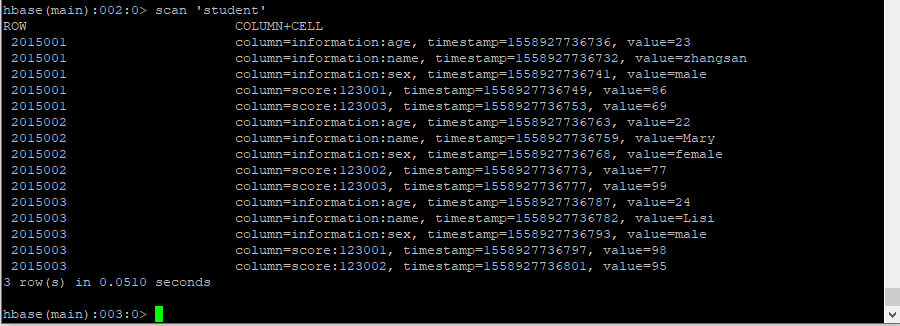 hbase(main):002:0> scan 'student'
ROW COLUMN+CELL
2015001 column=information:age, timestamp=1558927736736, value=23
2015001 column=information:name, timestamp=1558927736732, value=zhangsan
2015001 column=information:sex, timestamp=1558927736741, value=male
2015001 column=score:123001, timestamp=1558927736749, value=86
2015001 column=score:123003, timestamp=1558927736753, value=69
2015002 column=information:age, timestamp=1558927736763, value=22
2015002 column=information:name, timestamp=1558927736759, value=Mary
2015002 column=information:sex, timestamp=1558927736768, value=female
2015002 column=score:123002, timestamp=1558927736773, value=77
2015002 column=score:123003, timestamp=1558927736777, value=99
2015003 column=information:age, timestamp=1558927736787, value=24
2015003 column=information:name, timestamp=1558927736782, value=Lisi
2015003 column=information:sex, timestamp=1558927736793, value=male
2015003 column=score:123001, timestamp=1558927736797, value=98
2015003 column=score:123002, timestamp=1558927736801, value=95
3 row(s) in 0.0510 seconds
hbase(main):003:0>